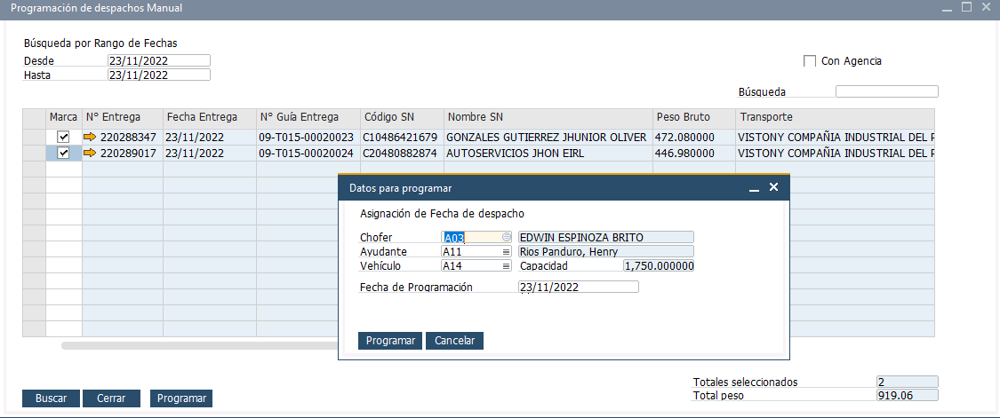 Programación de despachos Manual
Búsqueda por Rango de Fechas
Desde 23/11/2022
Hasta 23/11/2022
Con Agencia
Búsqueda
Marca N° Entrega Fecha Entrega N° Guía Entrega Código SN Nombre SN Peso Bruto Transporte
220288347 23/11/2022 09-T015-00020023 C10486421679 GONZALES GUTIERREZ JHUNIOR OLIVER 472.080000 VISTONY COMPAÑIA INDUSTRIAL DEL P
220289017 23/11/2022 09-T015-00020024 C20480882874 AUTOSERVICIOS JHON EIRL 446.980000 VISTONY COMPAÑIA INDUSTRIAL DEL P
Datos para programar
Asignación de Fecha de despacho
Chofer A03 EDWIN ESPINOZA BRITO
Ayudante A11 Rios Panduro, Henry
Vehículo A14 Capacidad 1,750.000000
Fecha de Programación 23/11/2022
Programar Cancelar
Totales seleccionados 2
Total peso 919.06
Buscar Cerrar Programar